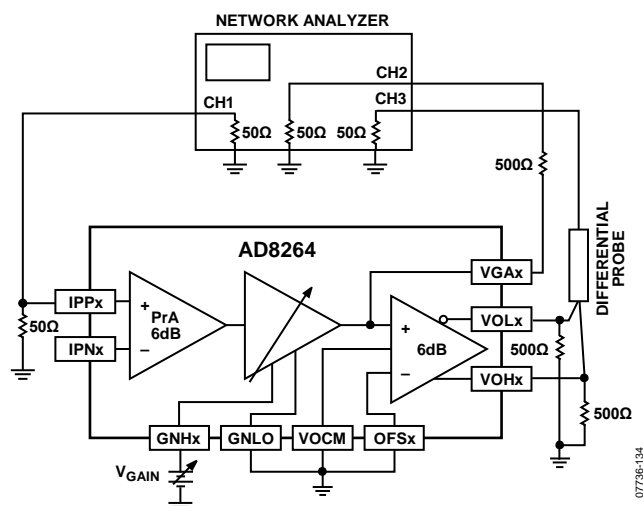 NETWORK ANALYZER
CH2
CH1
CH3
50Ω
50Ω
50Ω
500Ω
DIFFERENTIAL
PROBE
AD8264
VGAx
IPPx
+
PrA
6dB
–
+
6dB
–
VOLx
50Ω
IPNx
500Ω
VOHx
500Ω
GNHx
GNLO
VOCM
OFSx
VGAIN
07736-134